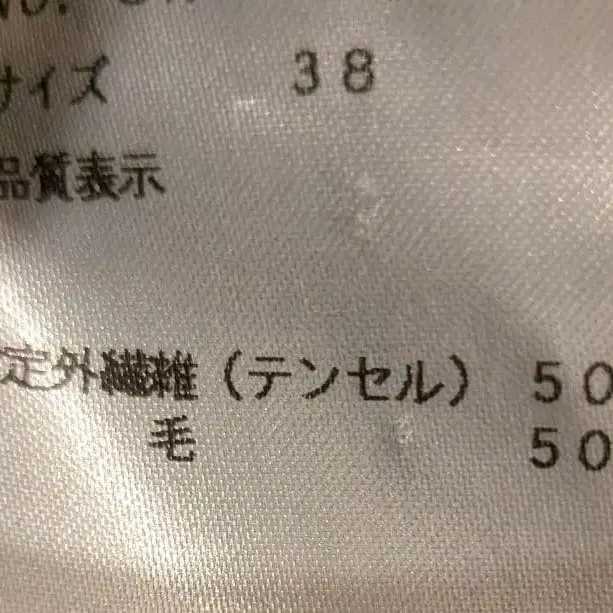 サイズ 38
品質表示
定外繊維（テンセル） 50
毛 50